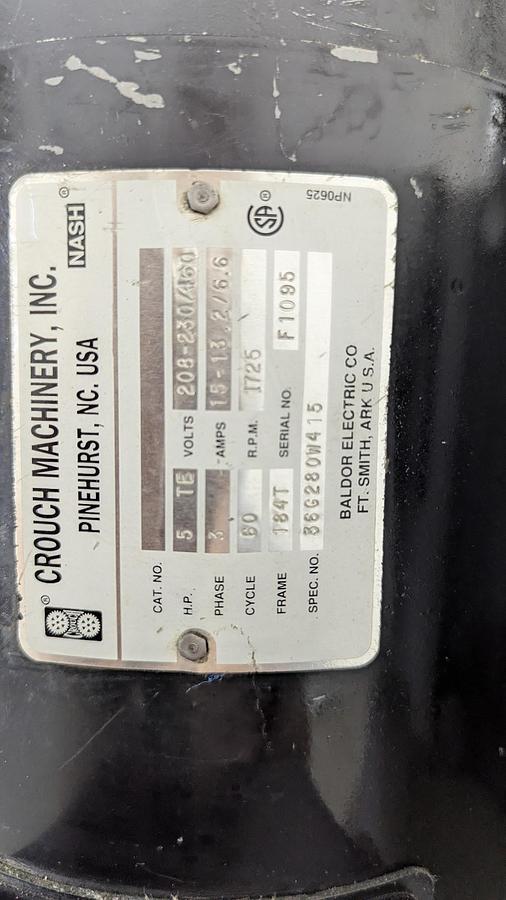 ® CROUCH MACHINERY, INC.
PINEHURST, NC. USA
NASH®
CAT. NO.
H.P. 5 TE VOLTS 208-230/460
PHASE 3 AMPS 15-13.2/6.6
CYCLE 60 R.P.M. 1725
FRAME 184T SERIAL NO. F1095
SPEC. NO. 36G280W415
BALDOR ELECTRIC CO
FT. SMITH, ARK U.S.A.
SA®
NP0625